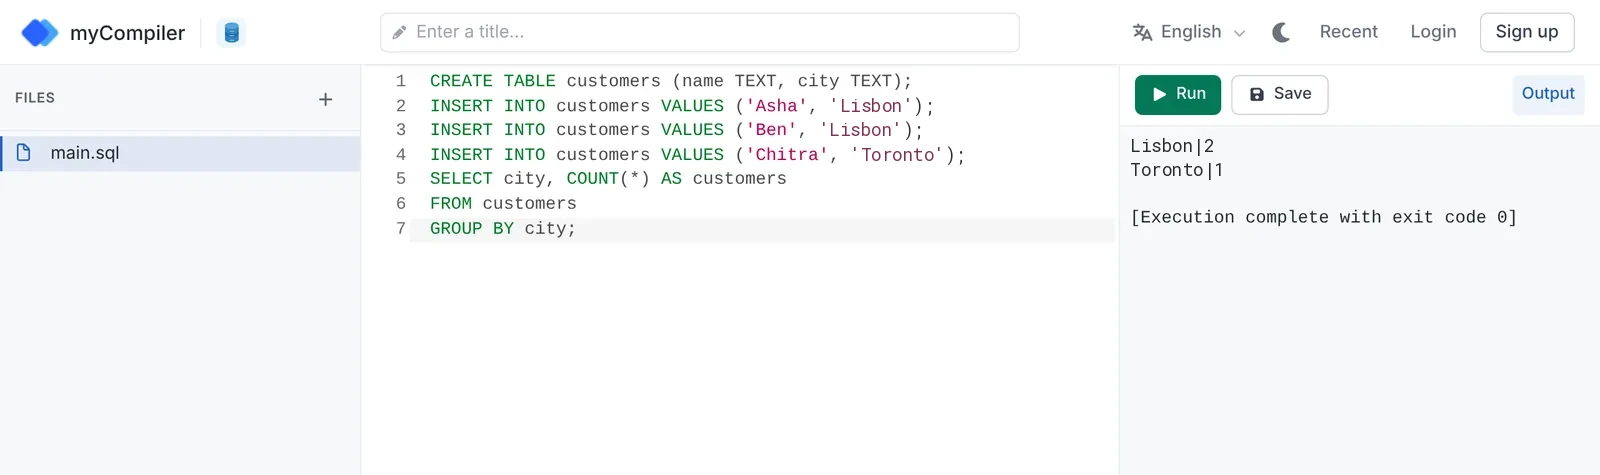 myCompiler
Enter a title...
English
Recent
Login
Sign up
FILES
main.sql
1 CREATE TABLE customers (name TEXT, city TEXT);
2 INSERT INTO customers VALUES ('Asha', 'Lisbon');
3 INSERT INTO customers VALUES ('Ben', 'Lisbon');
4 INSERT INTO customers VALUES ('Chitra', 'Toronto');
5 SELECT city, COUNT(*) AS customers
6 FROM customers
7 GROUP BY city;
Run
Save
Output
Lisbon|2
Toronto|1
[Execution complete with exit code 0]